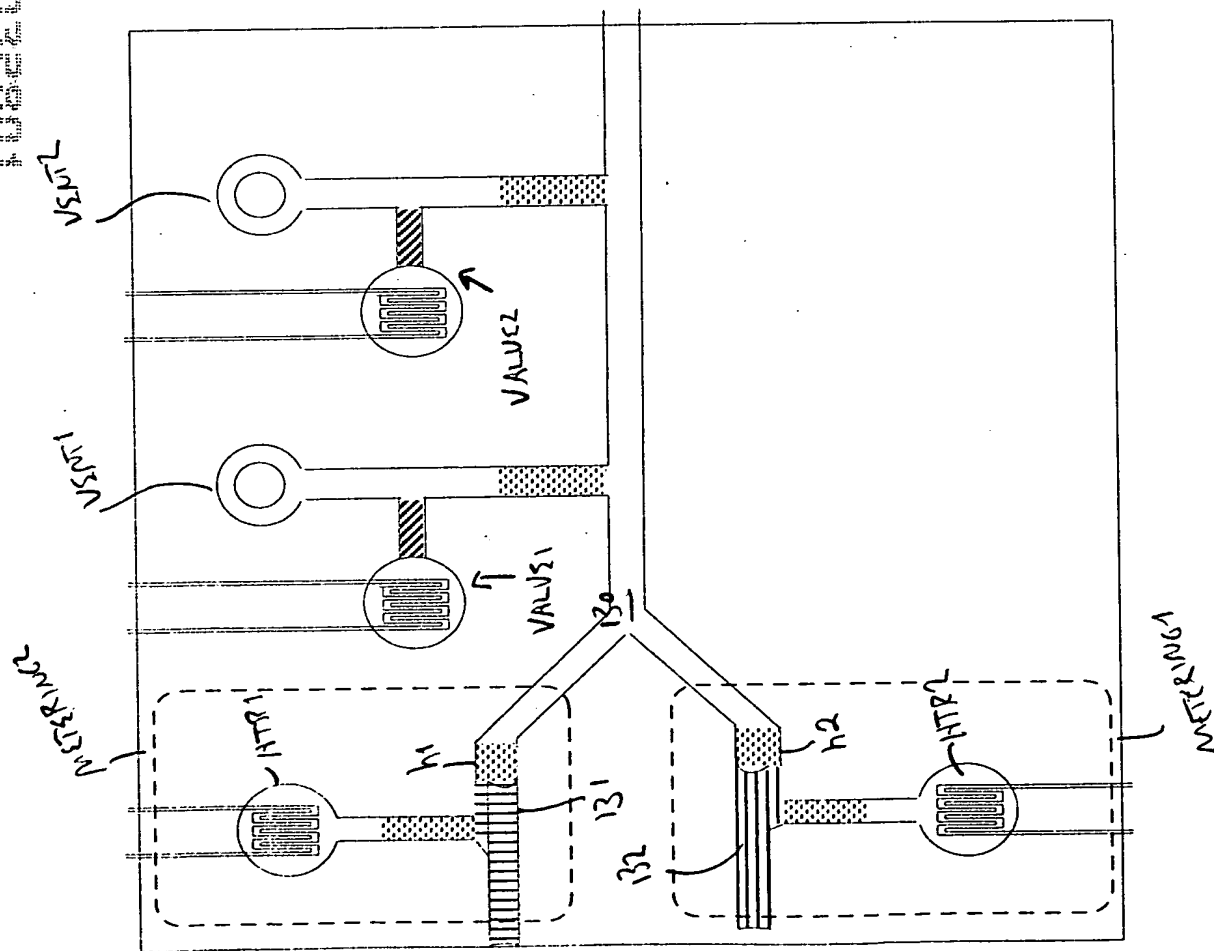 VENT2
VALVE2
VENT1
VALVE1
130
METERING2
HTR1
h1
131
METERING1
HTR2
h2
132